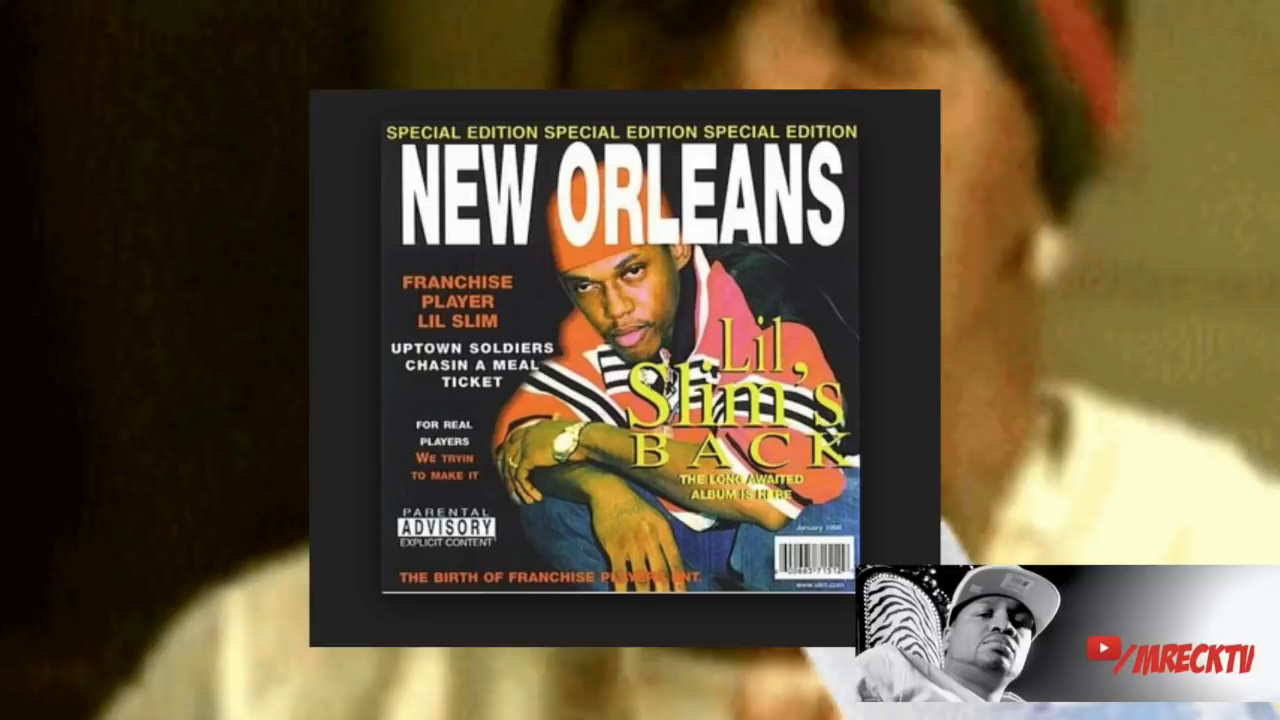 SPECIAL EDITION SPECIAL EDITION SPECIAL EDITION
NEW ORLEANS
FRANCHISE
PLAYER
LIL SLIM
UPTOWN SOLDIERS
CHASIN A MEAL
TICKET
FOR REAL
PLAYERS
WE TRYIN
TO MAKE IT
Lil,
Slim's
BACK
THE LONG AWAITED
ALBUM IS HERE
PARENTAL
ADVISORY
EXPLICIT CONTENT
January 1998
THE BIRTH OF FRANCHISE PLAYERS ENT.
/MRECKTV